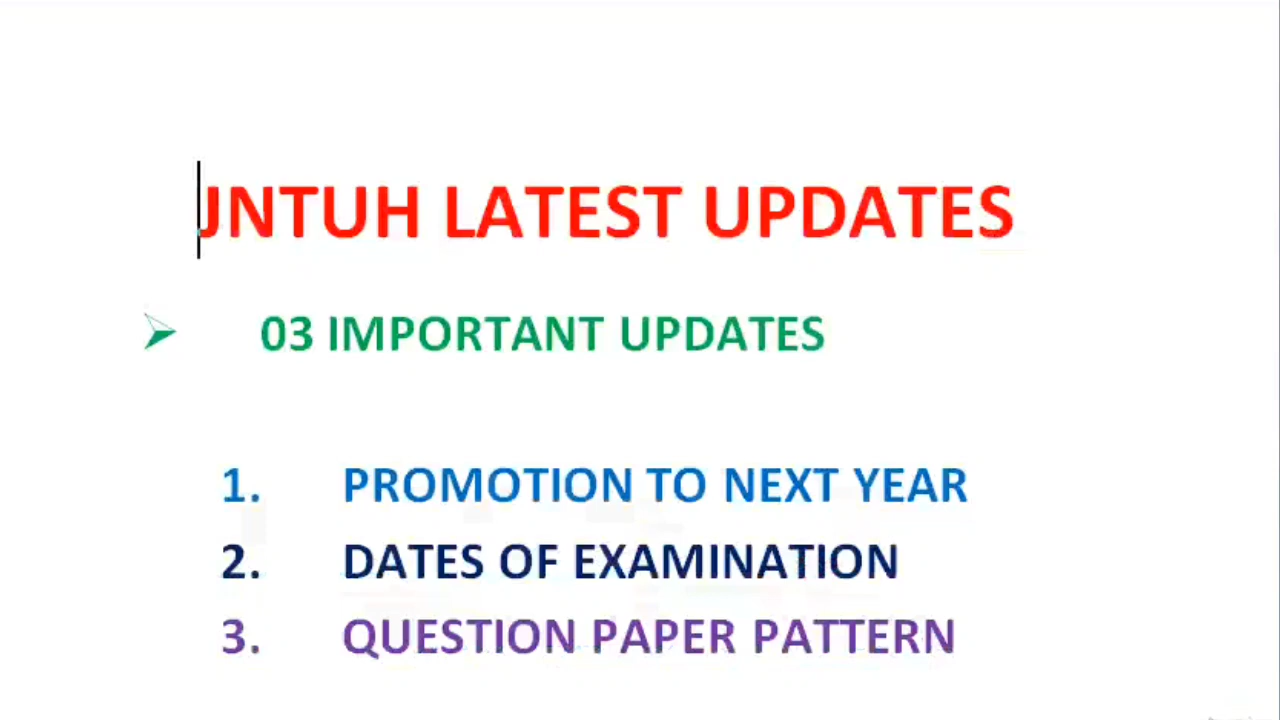 JNTUH LATEST UPDATES
03 IMPORTANT UPDATES
1. PROMOTION TO NEXT YEAR
2. DATES OF EXAMINATION
3. QUESTION PAPER PATTERN